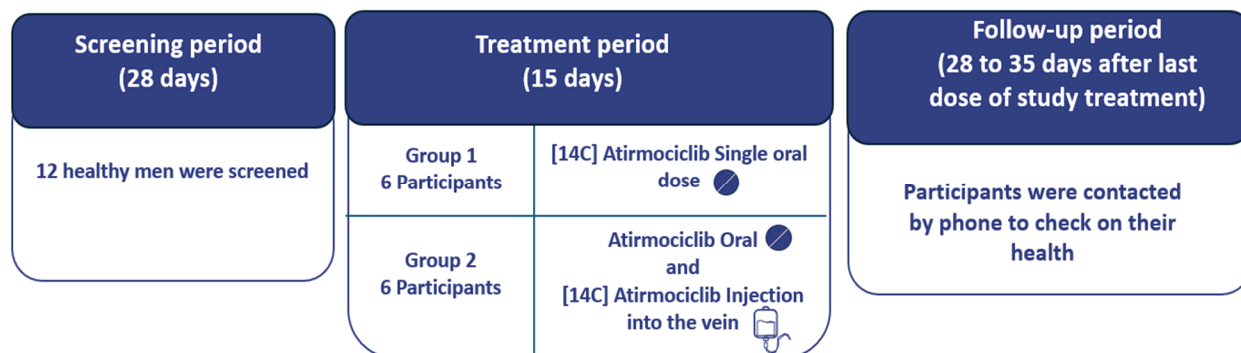 Screening period
(28 days)
12 healthy men were screened
Treatment period
(15 days)
Group 1
6 Participants
[14C] Atirmociclib Single oral
dose
Group 2
6 Participants
Atirmociclib Oral
and
[14C] Atirmociclib Injection
into the vein
Follow-up period
(28 to 35 days after last
dose of study treatment)
Participants were contacted
by phone to check on their
health